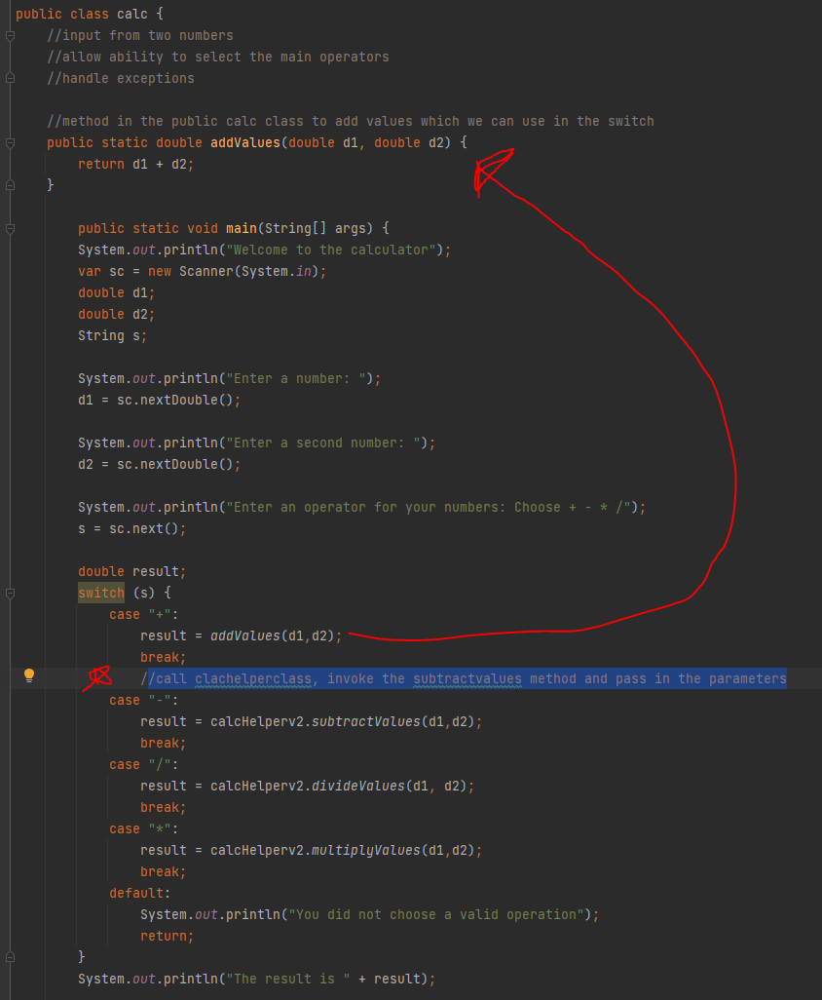 public class calc {
//input from two numbers
//allow ability to select the main operators
//handle exceptions
//method in the public calc class to add values which we can use in the switch
public static double addValues(double d1, double d2) {
return d1 + d2;
}
public static void main(String[] args) {
System.out.println("Welcome to the calculator");
var sc = new Scanner(System.in);
double d1;
double d2;
String s;
System.out.println("Enter a number: ");
d1 = sc.nextDouble();
System.out.println("Enter a second number: ");
d2 = sc.nextDouble();
System.out.println("Enter an operator for your numbers: Choose + - * /");
s = sc.next();
double result;
switch (s) {
case "+":
result = addValues(d1,d2);
break;
//call clachelperclass, invoke the subtractvalues method and pass in the parameters
case "-":
result = calcHelperv2.subtractValues(d1,d2);
break;
case "/":
result = calcHelperv2.divideValues(d1, d2);
break;
case "*":
result = calcHelperv2.multiplyValues(d1,d2);
break;
default:
System.out.println("You did not choose a valid operation");
return;
}
System.out.println("The result is " + result);